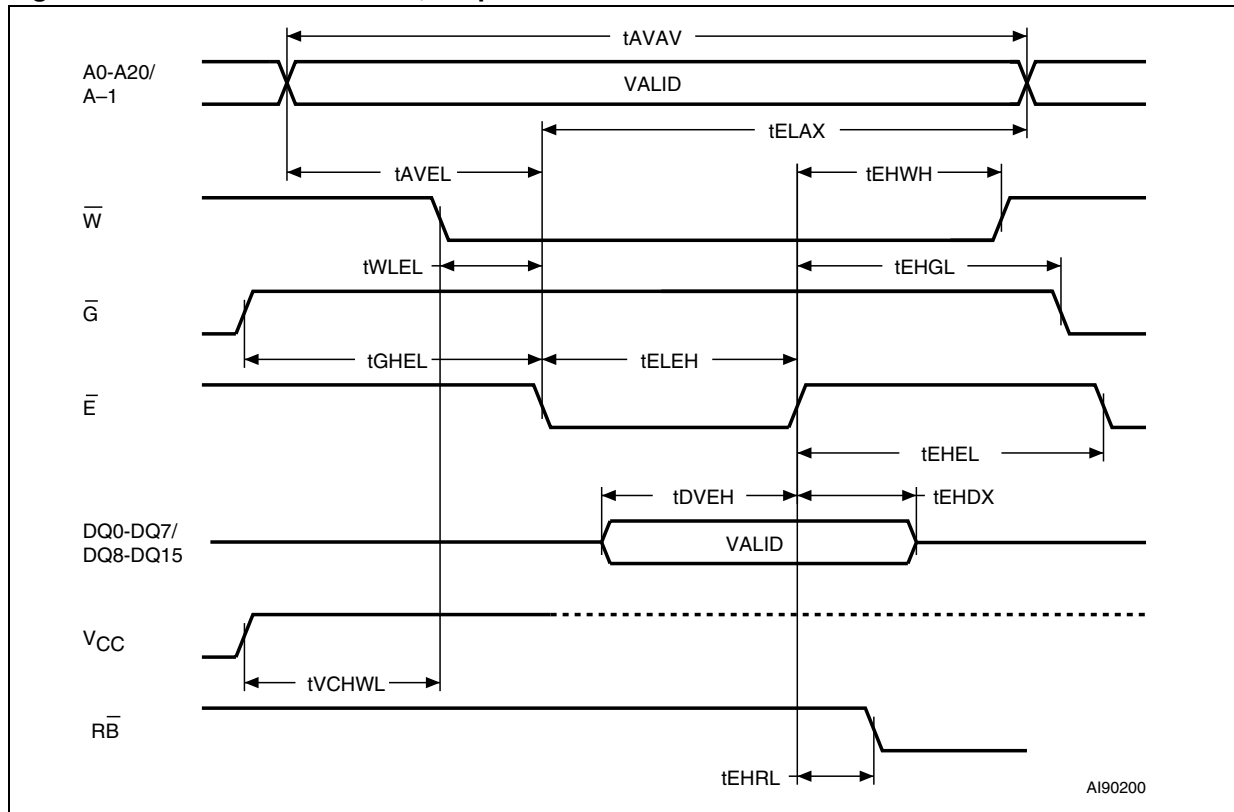 tAVAV
A0-A20/
A–1
VALID
tELAX
tAVEL
tEHWH
W̅
tWLEL
tEHGL
G̅
tGHEL
tELEH
E̅
tEHEL
tDVEH
tEHDX
DQ0-DQ7/
DQ8-DQ15
VALID
VCC
tVCHWL
RB̅
tEHRL
AI90200